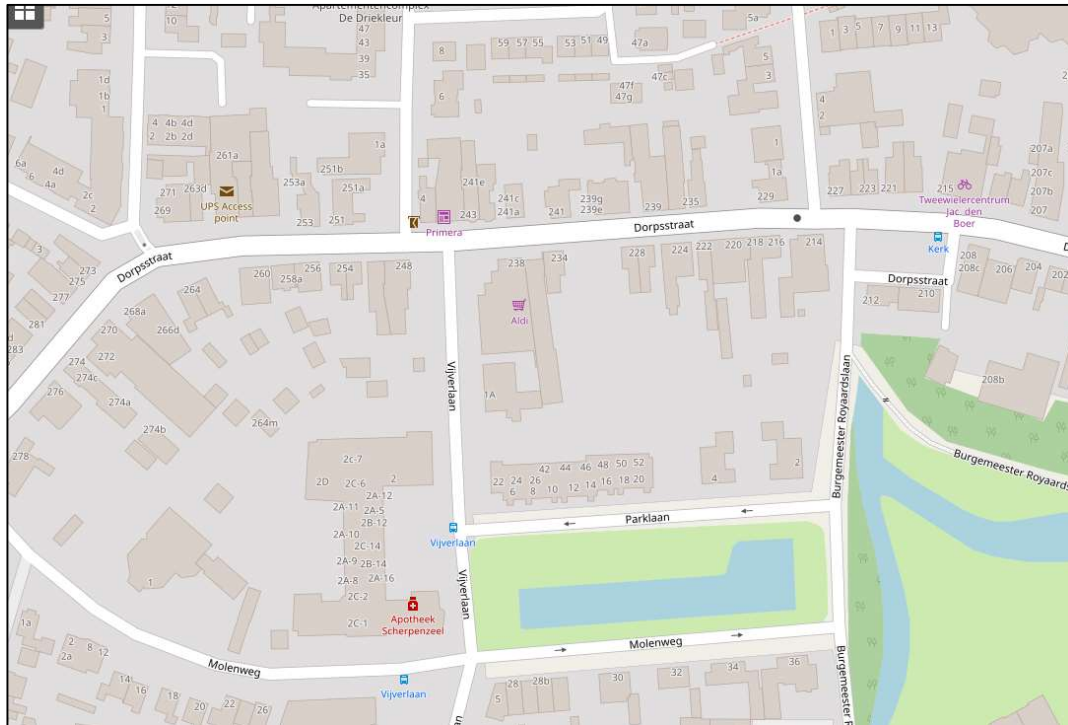 Appartementencomplex
De Driekleur
12
10
5
3
1d
1b
1
2
47
43
39
35
8
6
59 57 55
53 51 49
47a
47f
47g
47c
5a
5
3
1 3 5 7 9 11 13
4
2
4 4b 4d
2 2b 2d
261a
UPS Access
point
271
269
263d
253a
253
251b
251a
251
1a
4
Primera
243
241e
241c
241a
241
239g
239e
239
235
1
1a
229
227
223
221
215
Tweewielercentrum
Jac. den
Boer
Kerk
207a
207c
207b
207
6a
6
4a
4d
2c
2
3
273
275
277
281
283
Dorpsstraat
Dorpsstraat
Dorpsstraat
D
260
258a
256
254
248
264
268a
266d
270
272
274
274c
274a
274b
276
278
264m
238
234
Aldi
1A
228
224
222
220
218
216
214
212
210
208
208c
206
204
202
208b
Vijverlaan
Burgemeester Royaardslaan
Burgemeester Royaards
42 44 46 48 50 52
22 24 26
6 8 10 12 14 16 18 20
4
2
2c-7
2D
2C-6
2
2A-12
2A-11
2A-5
2B-12
2A-10
2C-14
2A-9
2B-14
2A-8
2A-16
2C-2
2C-1
Apotheek
Scherpenzeel
Parklaan
Vijverlaan
Vijverlaan
1
1a
2
2a
8
12
14
16
18
20
22
26
Molenweg
Molenweg
Vijverlaan
5
28
28b
30
32
34
36
Burgemeester R